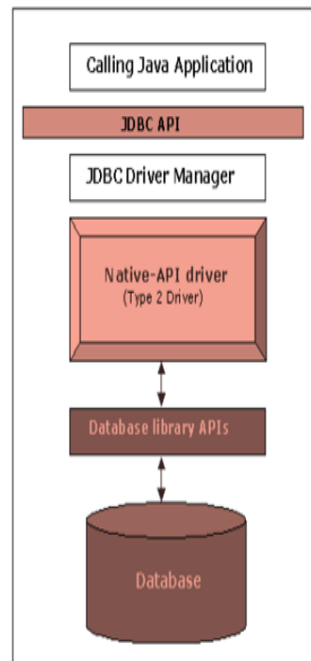 Calling Java Application
JDBC API
JDBC Driver Manager
Native-API driver
(Type 2 Driver)
Database library APIs
Database